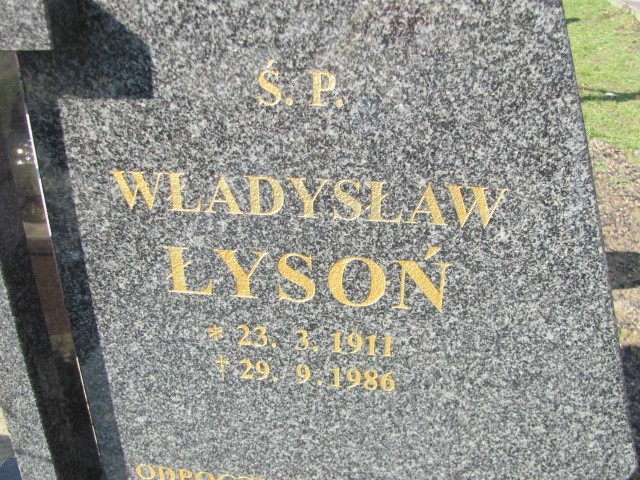 Ś. P.
WŁADYSŁAW
ŁYSOŃ
* 23. 3. 1911
† 29. 9. 1986